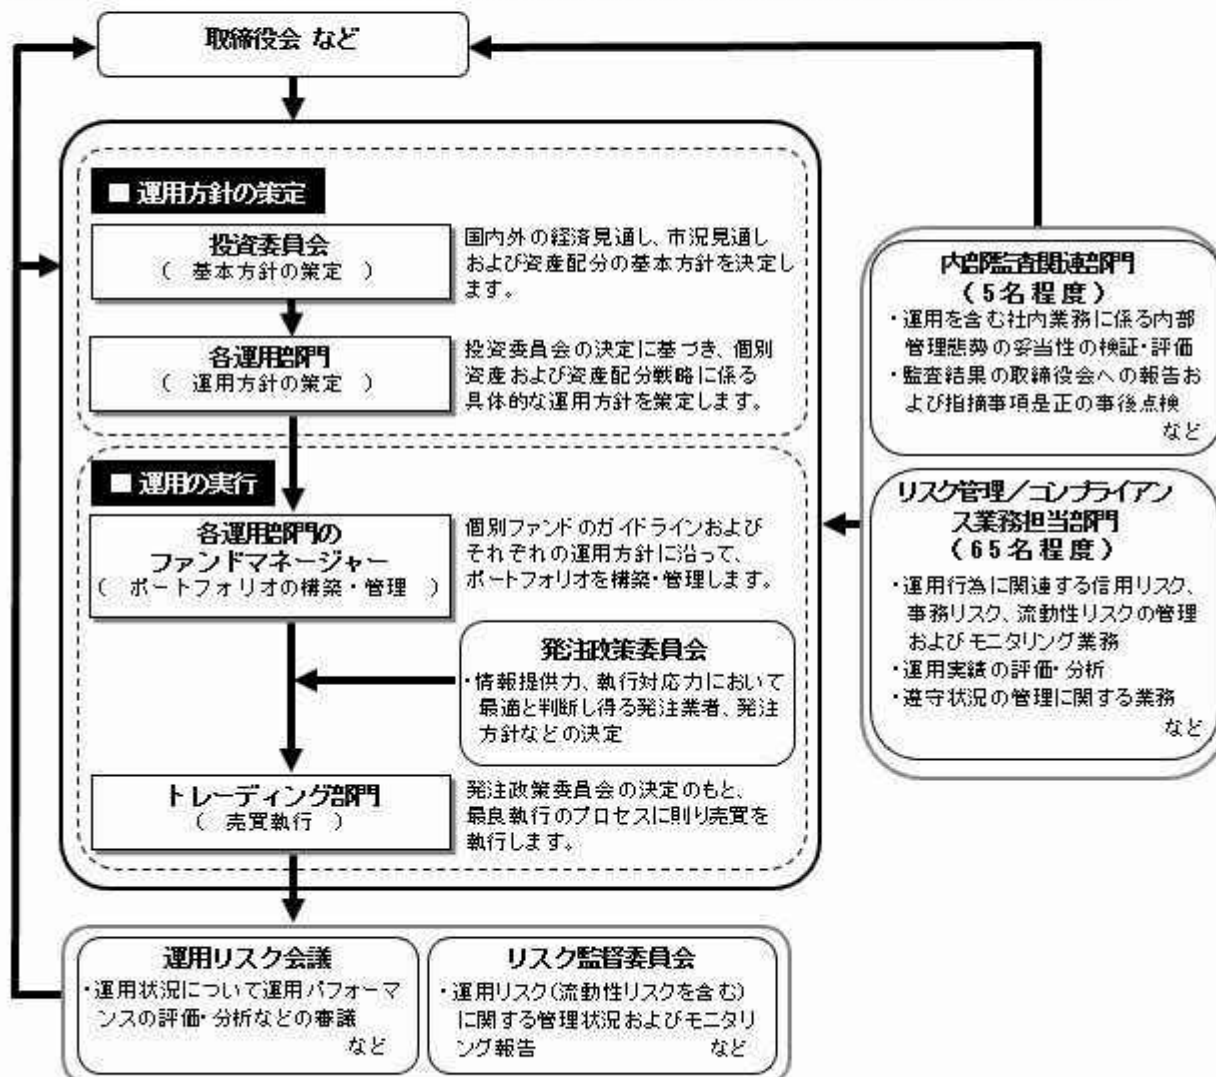 取締役会 など
■ 運用方針の策定
投資委員会
( 基本方針の策定 )
国内外の経済見通し、市況見通し
および資産配分の基本方針を決定し
ます。
各運用部門
( 運用方針の策定 )
投資委員会の決定に基づき、個別
資産および資産配分戦略に係る
具体的な運用方針を策定します。
■ 運用の実行
各運用部門の
ファンドマネージャー
( ポートフォリオの構築・管理 )
個別ファンドのガイドラインおよび
それぞれの運用方針に沿って、
ポートフォリオを構築・管理します。
発注政策委員会
・情報提供力、執行対応力において
最適と判断し得る発注業者、発注
方針などの決定
トレーディング部門
( 売買執行 )
発注政策委員会の決定のもと、
最良執行のプロセスに則り売買を
執行します。
内部監査関連部門
(5名程度)
・運用を含む社内業務に係る内部
管理態勢の妥当性の検証・評価
・監査結果の取締役会への報告お
よび指摘事項是正の事後点検
など
リスク管理/コンプライアン
ス業務担当部門
(65名程度)
・運用行為に関連する信用リスク、
事務リスク、流動性リスクの管理
およびモニタリング業務
・運用実績の評価・分析
・遵守状況の管理に関する業務
など
運用リスク会議
・運用状況について運用パフォーマ
ンスの評価・分析などの審議
など
リスク監督委員会
・運用リスク(流動性リスクを含む)
に関する管理状況およびモニタリ
ング報告 など